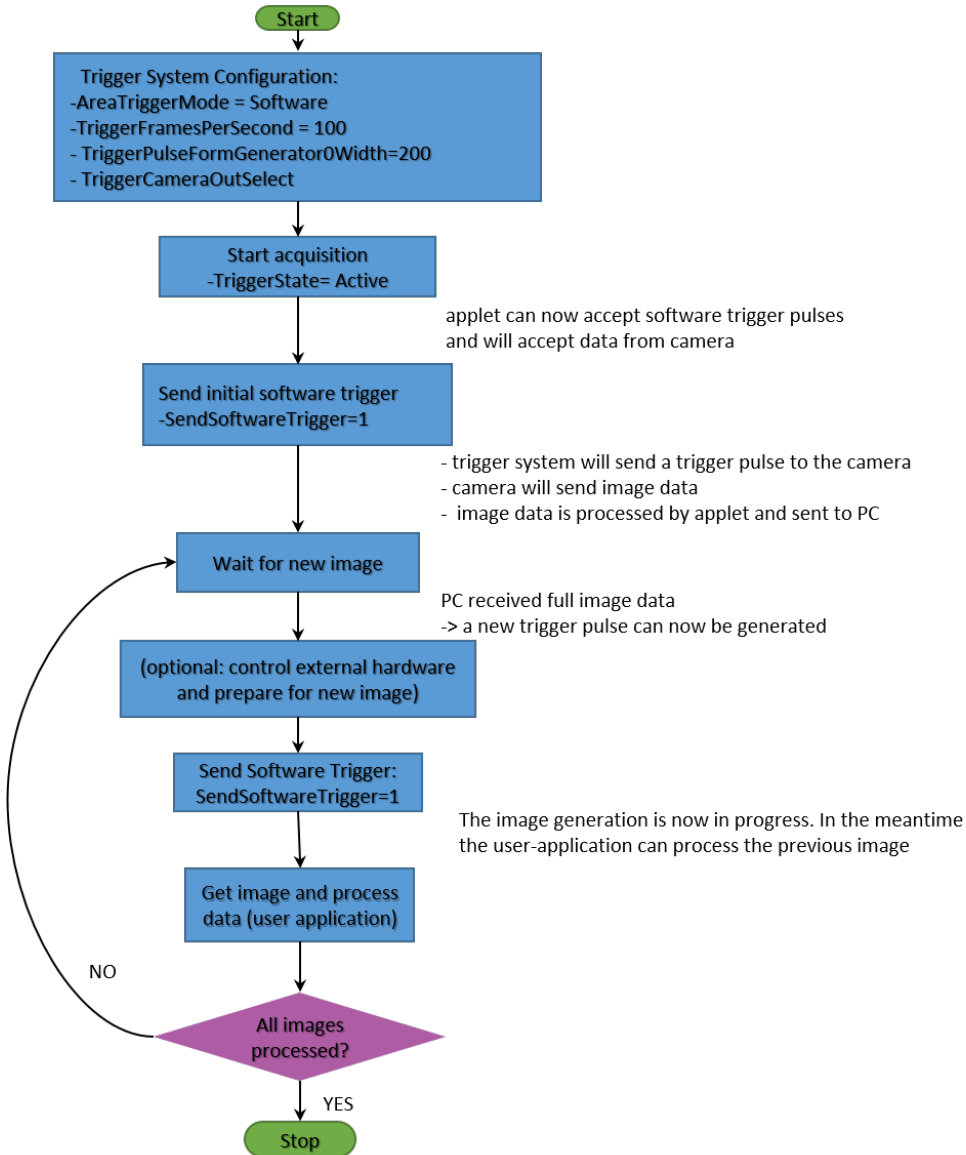 Start
Trigger System Configuration:
-AreaTriggerMode = Software
-TriggerFramesPerSecond = 100
- TriggerPulseFormGenerator0Width=200
- TriggerCameraOutSelect
Start acquisition
-TriggerState= Active
applet can now accept software trigger pulses
and will accept data from camera
Send initial software trigger
-SendSoftwareTrigger=1
- trigger system will send a trigger pulse to the camera
- camera will send image data
- image data is processed by applet and sent to PC
Wait for new image
PC received full image data
-> a new trigger pulse can now be generated
(optional: control external hardware
and prepare for new image)
Send Software Trigger:
SendSoftwareTrigger=1
The image generation is now in progress. In the meantime
the user-application can process the previous image
Get image and process
data (user application)
NO
All images
processed?
YES
Stop